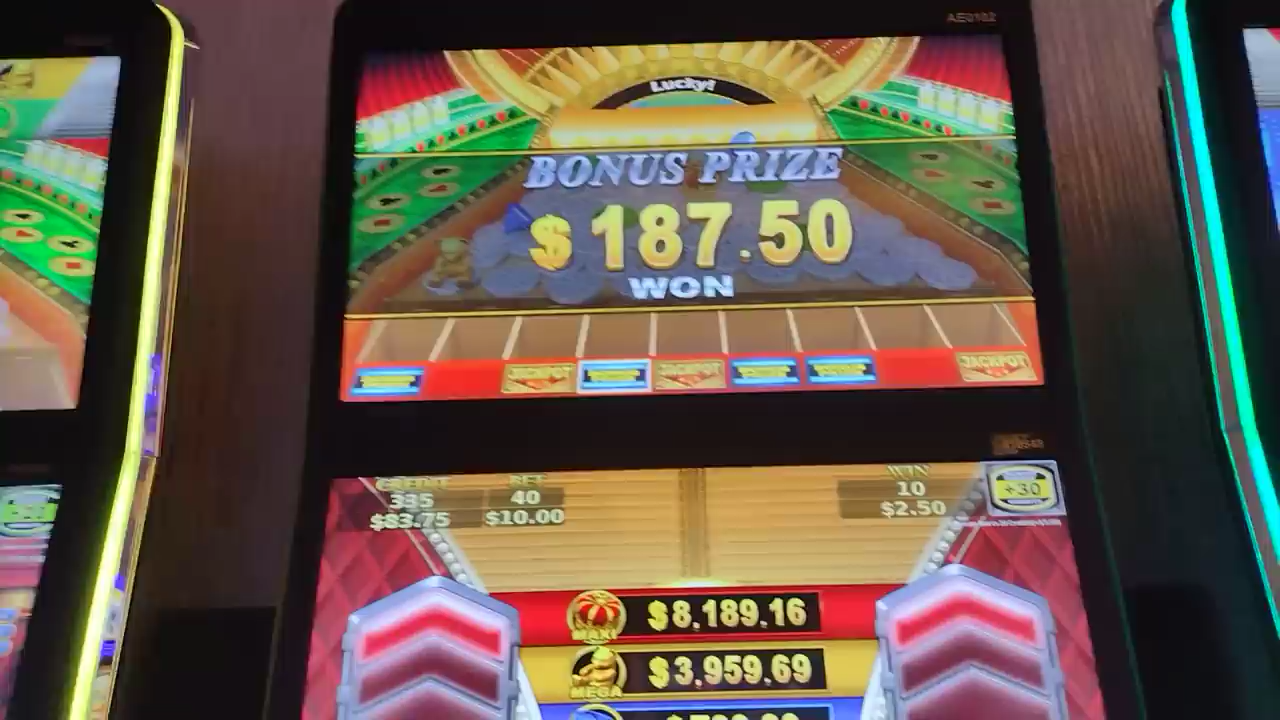 AE0102
Lucky!
BONUS PRIZE
$187.50
WON
JACKPOT JACKPOT JACKPOT
CREDIT BET WIN
335 40 10
$83.75 $10.00 $2.50
+30
MAXI $8,189.16
MEGA $3,959.69